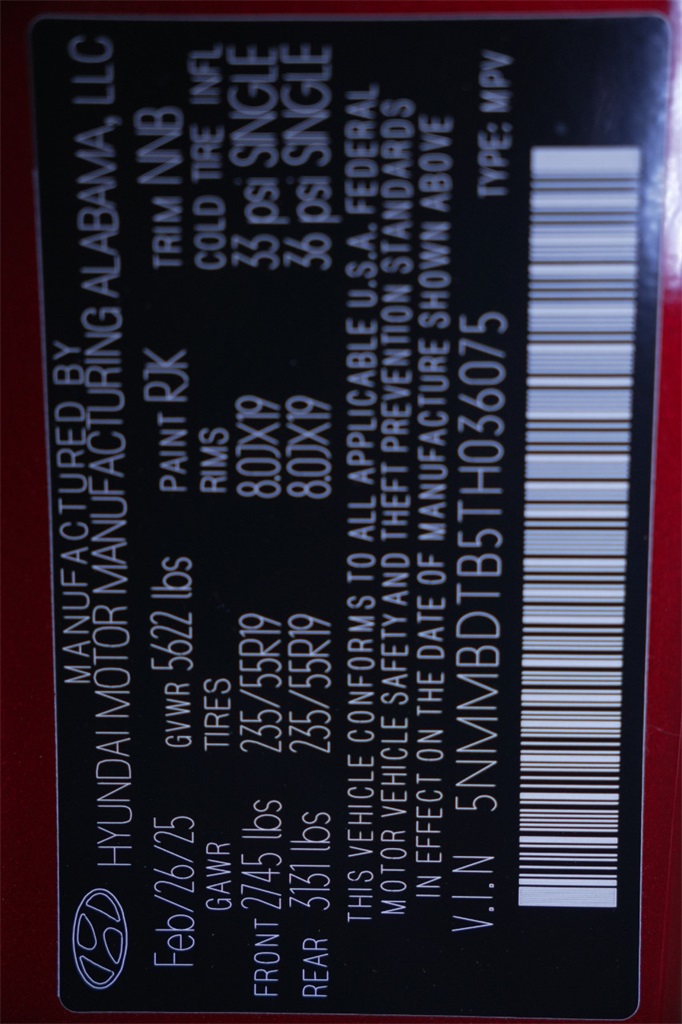 MANUFACTURED BY
HYUNDAI MOTOR MANUFACTURING ALABAMA, LLC
Feb/26/25 GVWR 5622 lbs PAINT RJK TRIM NNB
GAWR TIRES RIMS COLD TIRE INFL
FRONT 2745 lbs 235/55R19 8.0JX19 33 psi SINGLE
REAR 3131 lbs 235/55R19 8.0JX19 36 psi SINGLE
THIS VEHICLE CONFORMS TO ALL APPLICABLE U.S.A. FEDERAL
MOTOR VEHICLE SAFETY AND THEFT PREVENTION STANDARDS
IN EFFECT ON THE DATE OF MANUFACTURE SHOWN ABOVE
V.I.N 5NMMBDTB5TH036075 TYPE: MPV